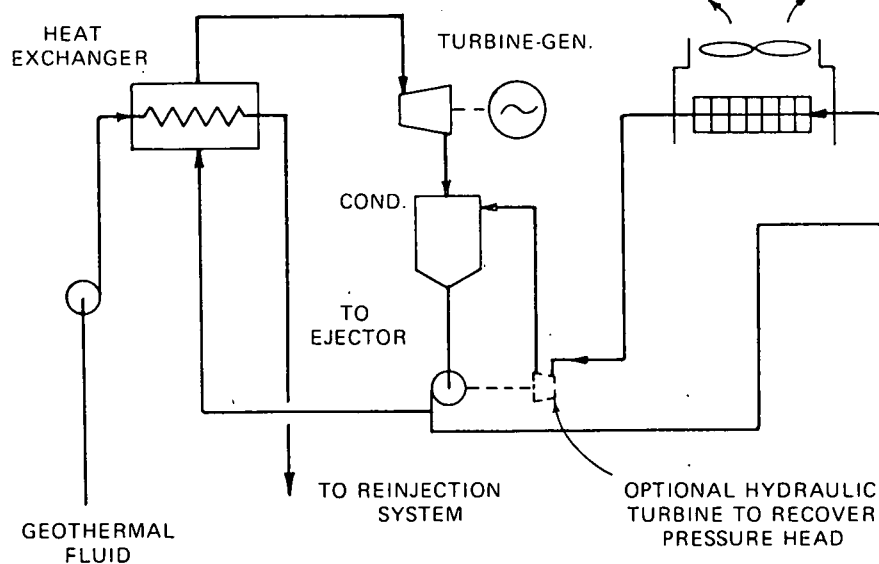 HEAT
EXCHANGER
TURBINE-GEN.
COND.
TO
EJECTOR
TO REINJECTION
SYSTEM
OPTIONAL HYDRAULIC
TURBINE TO RECOVER
PRESSURE HEAD
GEOTHERMAL
FLUID